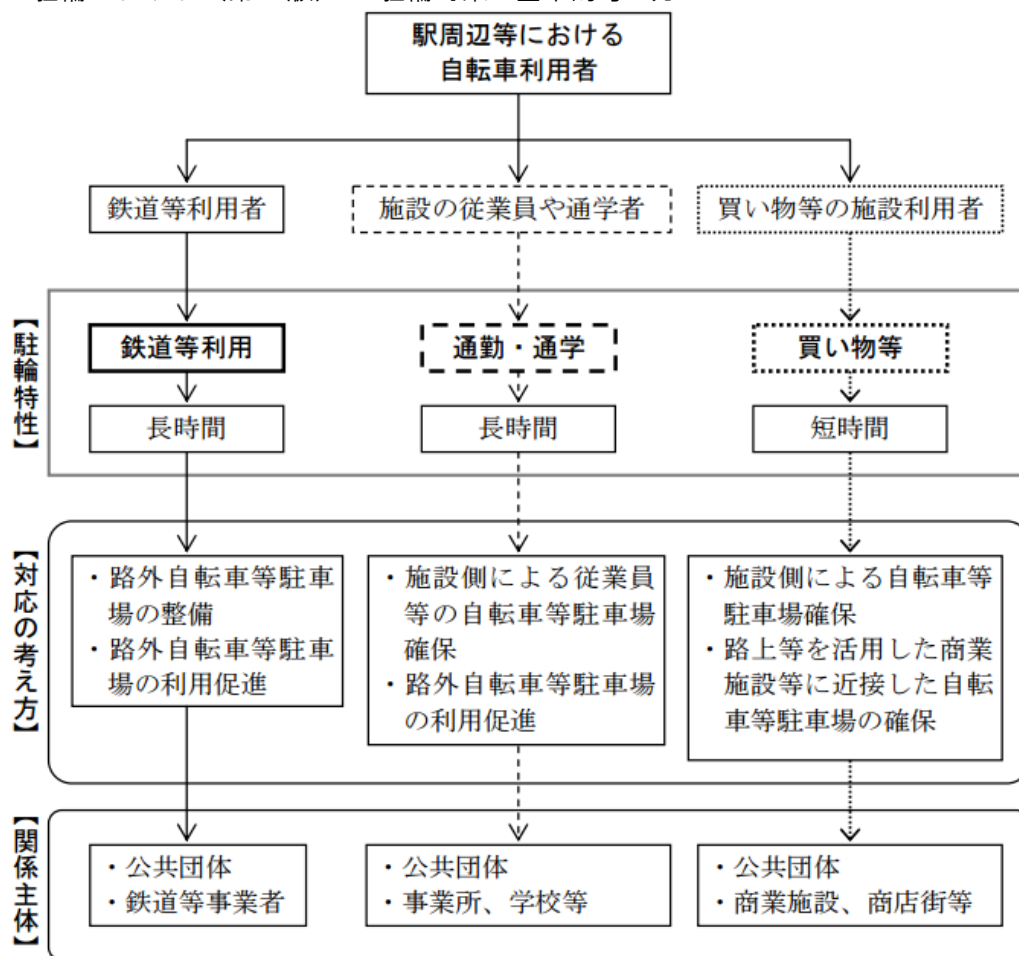 駅周辺等における
自転車利用者
鉄道等利用者
施設の従業員や通学者
買い物等の施設利用者
【駐輪特性】
鉄道等利用
通勤・通学
買い物等
長時間
長時間
短時間
【対応の考え方】
・路外自転車等駐車
場の整備
・路外自転車等駐車
場の利用促進
・施設側による従業員
等の自転車等駐車場
確保
・路外自転車等駐車場
の利用促進
・施設側による自転車等
駐車場確保
・路上等を活用した商業
施設等に近接した自転
車等駐車場の確保
【関係主体】
・公共団体
・鉄道等事業者
・公共団体
・事業所、学校等
・公共団体
・商業施設、商店街等